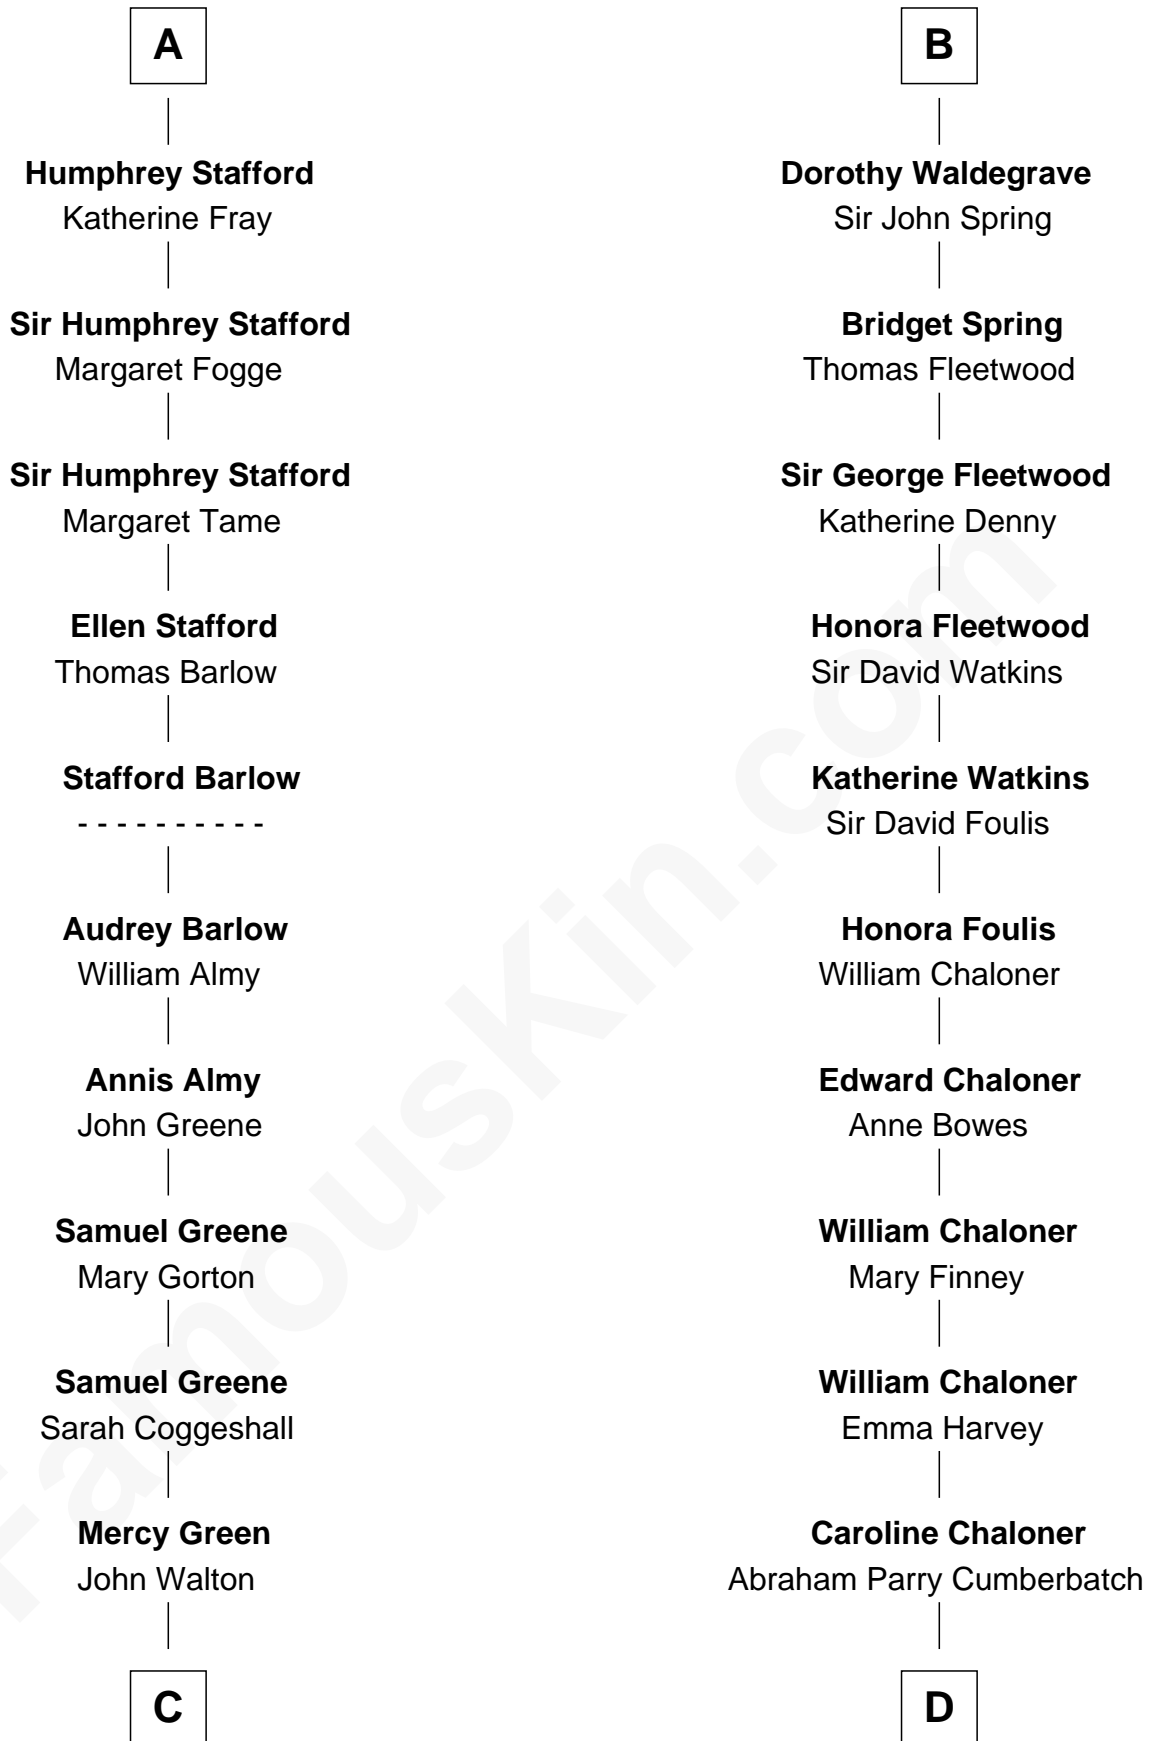 A
Humphrey Stafford
Katherine Fray
Sir Humphrey Stafford
Margaret Fogge
Sir Humphrey Stafford
Margaret Tame
Ellen Stafford
Thomas Barlow
Stafford Barlow
- - - - - - - - - -
Audrey Barlow
William Almy
Annis Almy
John Greene
Samuel Greene
Mary Gorton
Samuel Greene
Sarah Coggeshall
Mercy Green
John Walton
C
B
Dorothy Waldegrave
Sir John Spring
Bridget Spring
Thomas Fleetwood
Sir George Fleetwood
Katherine Denny
Honora Fleetwood
Sir David Watkins
Katherine Watkins
Sir David Foulis
Honora Foulis
William Chaloner
Edward Chaloner
Anne Bowes
William Chaloner
Mary Finney
William Chaloner
Emma Harvey
Caroline Chaloner
Abraham Parry Cumberbatch
D
FamousKin.com